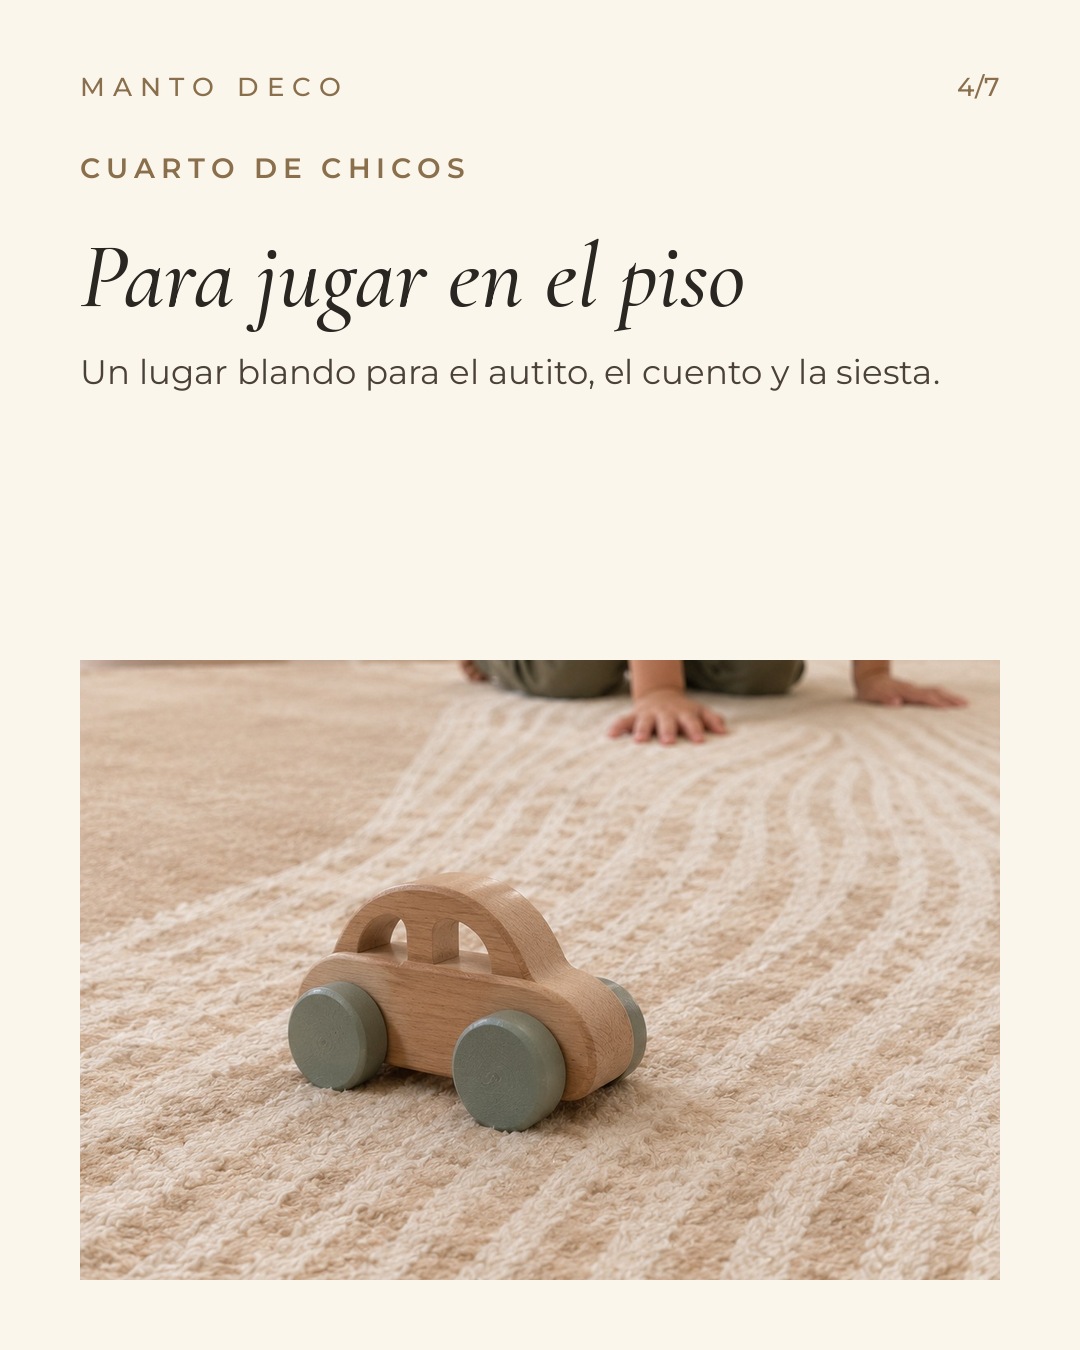 MANTO DECO
4/7
CUARTO DE CHICOS
Para jugar en el piso
Un lugar blando para el autito, el cuento y la siesta.